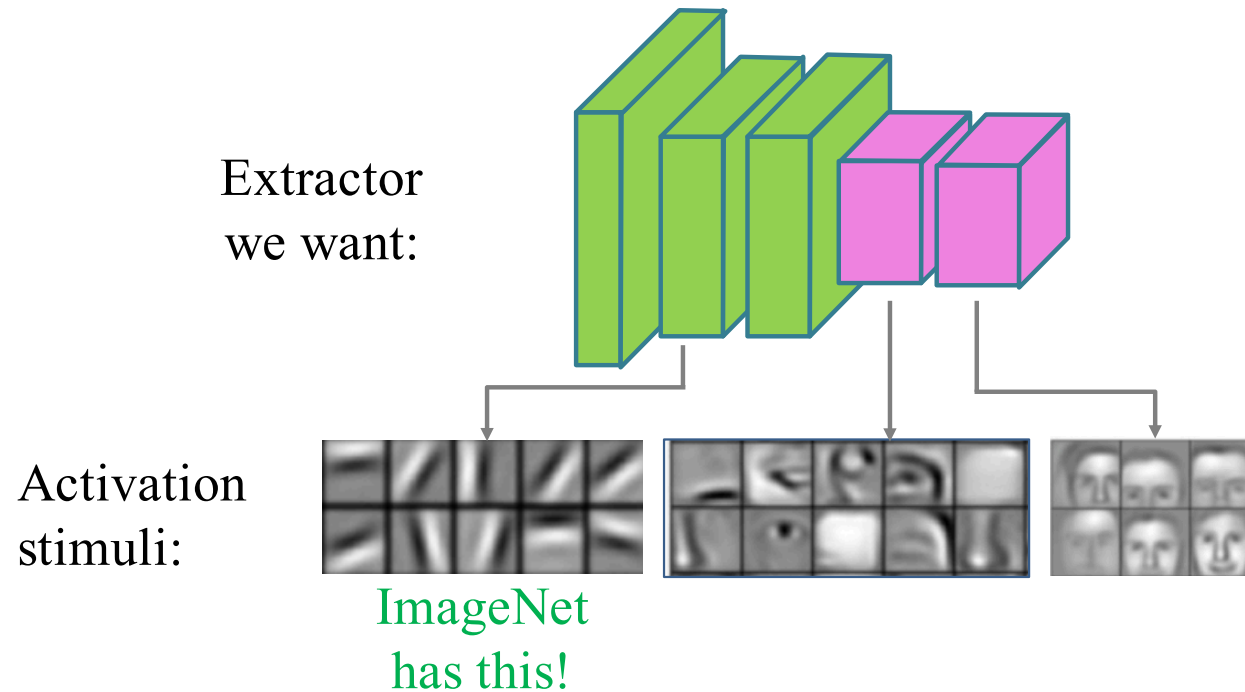 Extractor
we want:
Activation
stimuli:
ImageNet
has this!